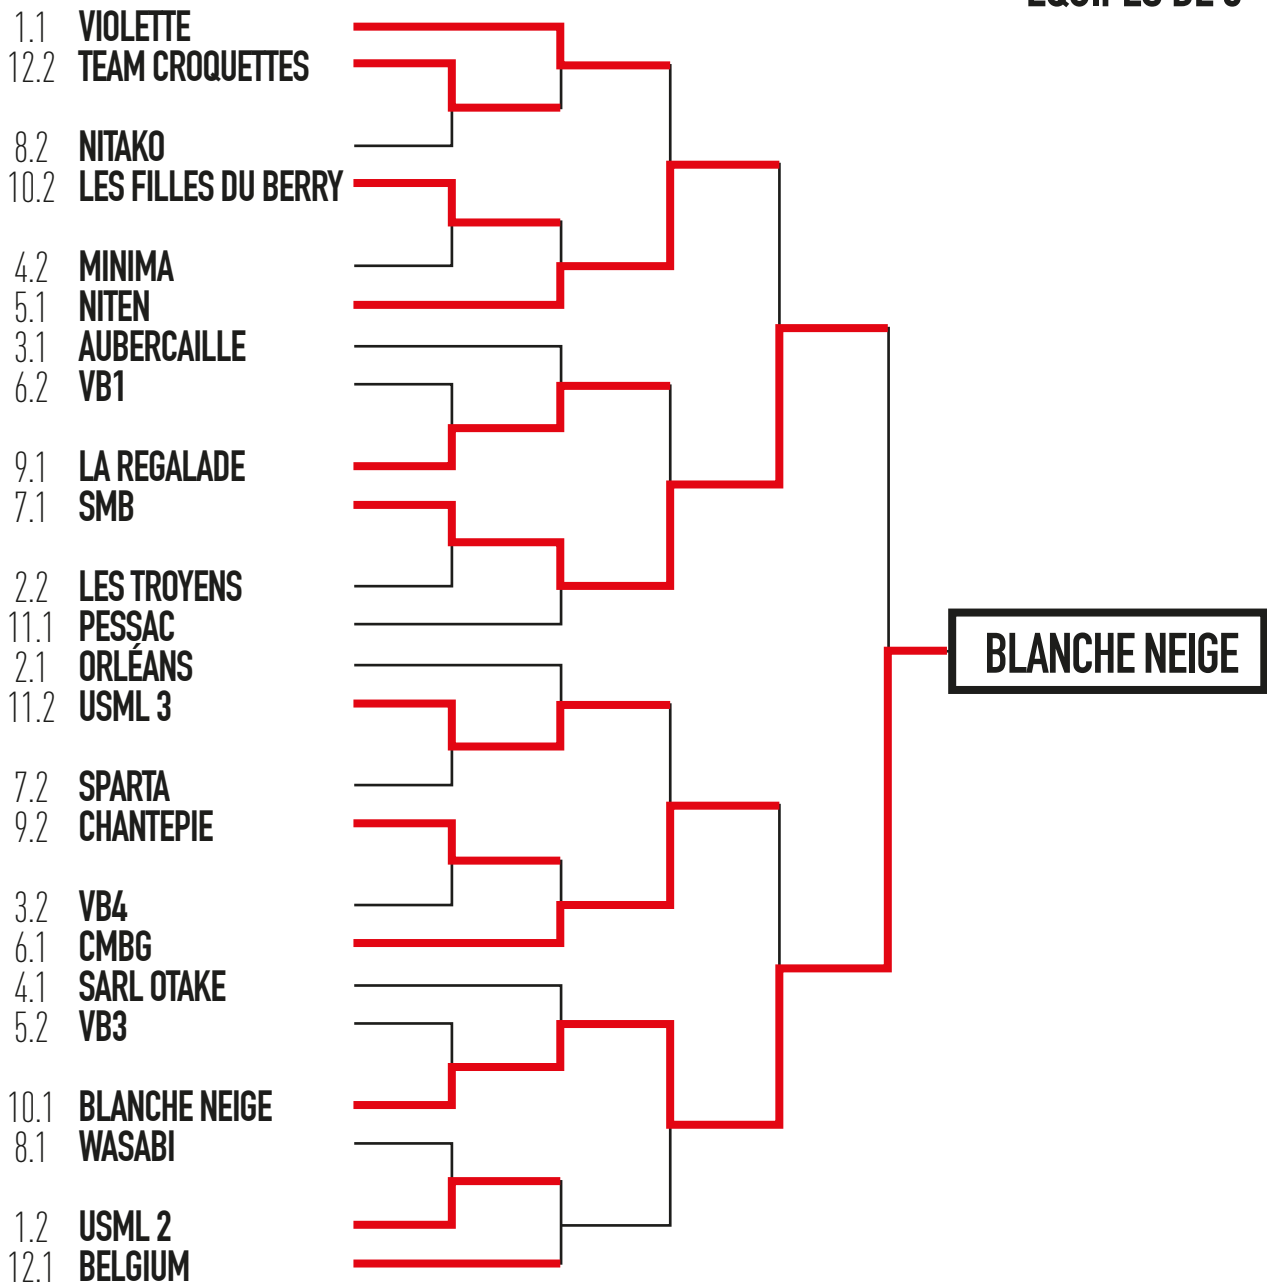 1.1 VIOLETTE
12.2 TEAM CROQUETTES
8.2 NITAKO
10.2 LES FILLES DU BERRY
4.2 MINIMA
5.1 NITEN
3.1 AUBERCAILLE
6.2 VB1
9.1 LA REGALADE
7.1 SMB
2.2 LES TROYENS
11.1 PESSAC
2.1 ORLÉANS
11.2 USML 3
7.2 SPARTA
9.2 CHANTEPIE
3.2 VB4
6.1 CMBG
4.1 SARL OTAKE
5.2 VB3
10.1 BLANCHE NEIGE
8.1 WASABI
1.2 USML 2
12.1 BELGIUM
BLANCHE NEIGE